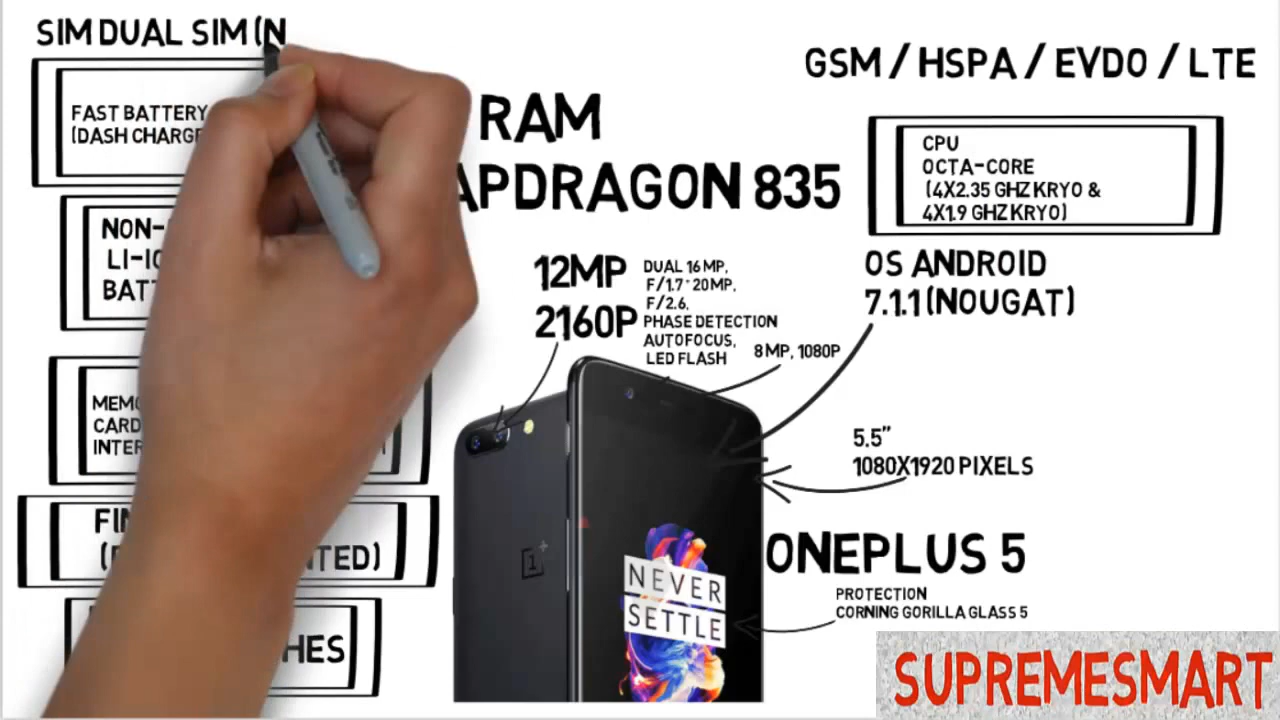 SIM DUAL SIM (N
FAST BATTERY
(DASH CHARGE
NON-
LI-IO
BATT
MEMO
CARD
INTER
FIN
TED)
HES
RAM
APDRAGON 835
12MP
2160P
DUAL 16 MP,
F/1.7 * 20MP,
F/2.6,
PHASE DETECTION
AUTOFOCUS,
LED FLASH
8 MP, 1080P
GSM / HSPA / EVDO / LTE
CPU
OCTA-CORE
(4X2.35 GHZ KRYO &
4X1.9 GHZ KRYO)
OS ANDROID
7.1.1 (NOUGAT)
5.5"
1080X1920 PIXELS
ONEPLUS 5
PROTECTION
CORNING GORILLA GLASS 5
1+
NEVER
SETTLE
SUPREMESMART